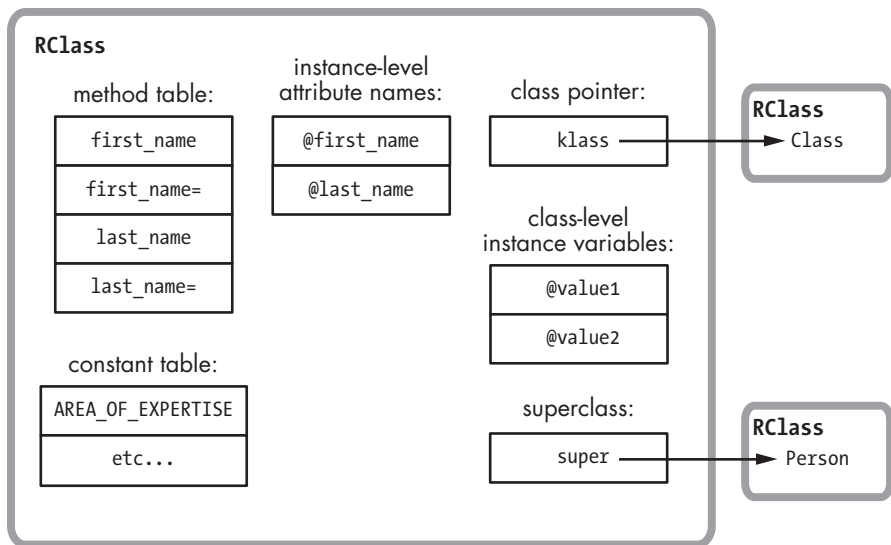 RClass
method table:
first_name
first_name=
last_name
last_name=
instance-level
attribute names:
@first_name
@last_name
class pointer:
klass
RClass
Class
class-level
instance variables:
@value1
@value2
constant table:
AREA_OF_EXPERTISE
etc...
superclass:
super
RClass
Person